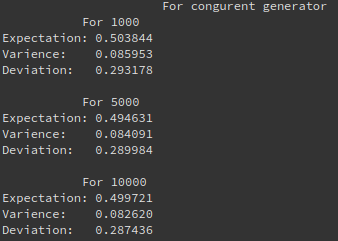 For congurent generator
For 1000
Expectation: 0.503844
Varience: 0.085953
Deviation: 0.293178
For 5000
Expectation: 0.494631
Varience: 0.084091
Deviation: 0.289984
For 10000
Expectation: 0.499721
Varience: 0.082620
Deviation: 0.287436